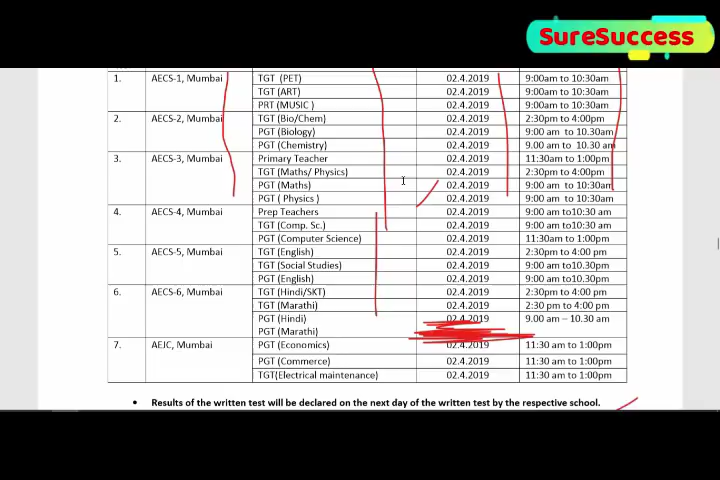 SureSuccess
1. AECS-1, Mumbai TGT (PET) 02.4.2019 9:00am to 10:30am
TGT (ART) 02.4.2019 9:00am to 10:30am
PRT (MUSIC ) 02.4.2019 9:00am to 10:30am
2. AECS-2, Mumbai TGT (Bio/Chem) 02.4.2019 2:30pm to 4:00pm
PGT (Biology) 02.4.2019 9:00 am to 10.30am
PGT (Chemistry) 02.4.2019 9.00 am to 10.30 am
3. AECS-3, Mumbai Primary Teacher 02.4.2019 11:30am to 1:00pm
TGT (Maths/ Physics) 02.4.2019 2:30pm to 4:00pm
PGT (Maths) 02.4.2019 9:00 am to 10:30am
PGT ( Physics ) 02.4.2019 9:00 am to 10:30am
4. AECS-4, Mumbai Prep Teachers 02.4.2019 9:00 am to10:30 am
TGT (Comp. Sc.) 02.4.2019 9:00 am to10:30 am
PGT (Computer Science) 02.4.2019 11:30am to 1:00pm
5. AECS-5, Mumbai TGT (English) 02.4.2019 2:30pm to 4:00 pm
TGT (Social Studies) 02.4.2019 9:00 am to10.30pm
PGT (English) 02.4.2019 9:00 am to10:30pm
6. AECS-6, Mumbai TGT (Hindi/SKT) 02.4.2019 2:30pm to 4:00 pm
TGT (Marathi) 02.4.2019 2:30 pm to 4:00 pm
PGT (Hindi) 02.4.2019 9.00 am – 10.30 am
PGT (Marathi)
7. AEJC, Mumbai PGT (Economics) 02.4.2019 11:30 am to 1:00pm
PGT (Commerce) 02.4.2019 11:30 am to 1:00pm
TGT(Electrical maintenance) 02.4.2019 11:30 am to 1:00pm
• Results of the written test will be declared on the next day of the written test by the respective school.